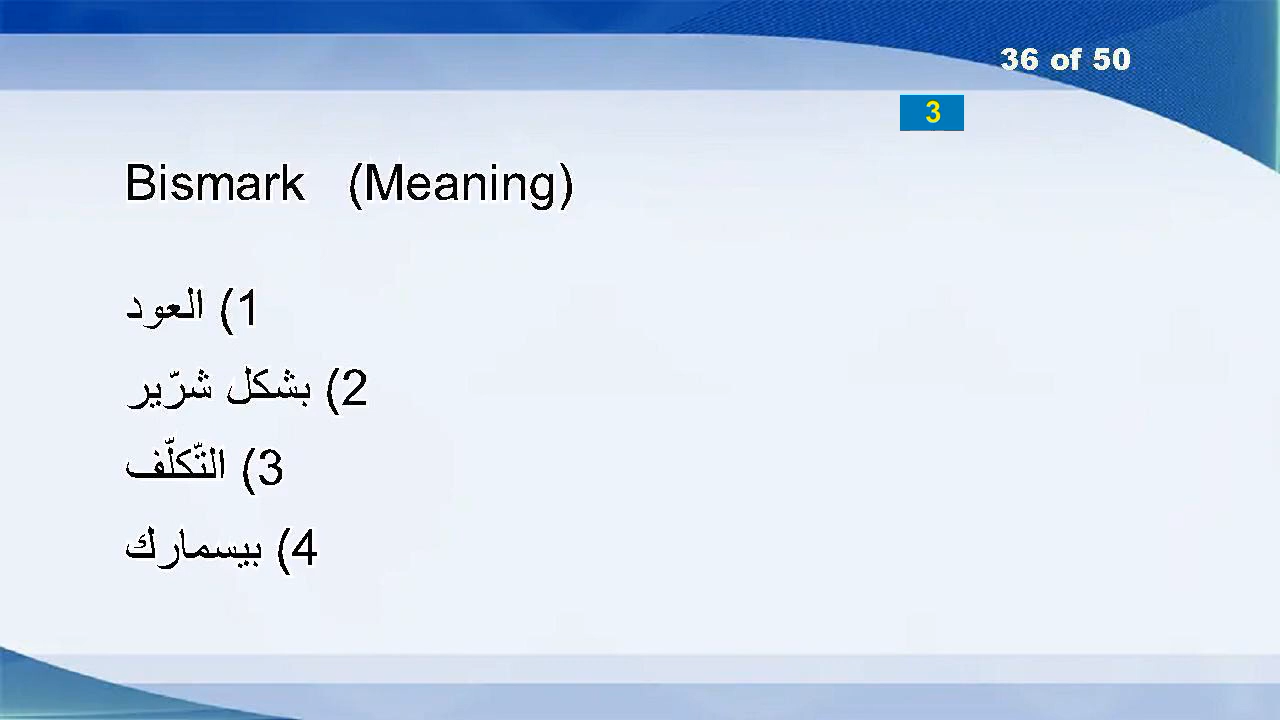 36 of 50
3
Bismark (Meaning)
1) العود
2) بشكل شرّير
3) التّكلّف
4) بيسمارك